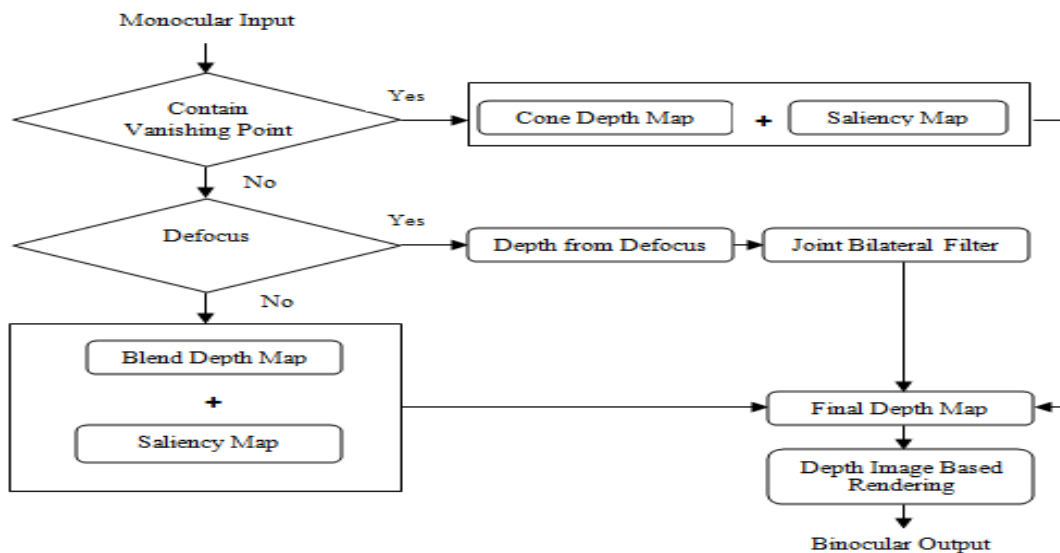 Monocular Input
Contain
Vanishing Point
Yes
Cone Depth Map + Saliency Map
No
Defocus
Yes
Depth from Defocus
Joint Bilateral Filter
No
Blend Depth Map
+
Saliency Map
Final Depth Map
Depth Image Based
Rendering
Binocular Output